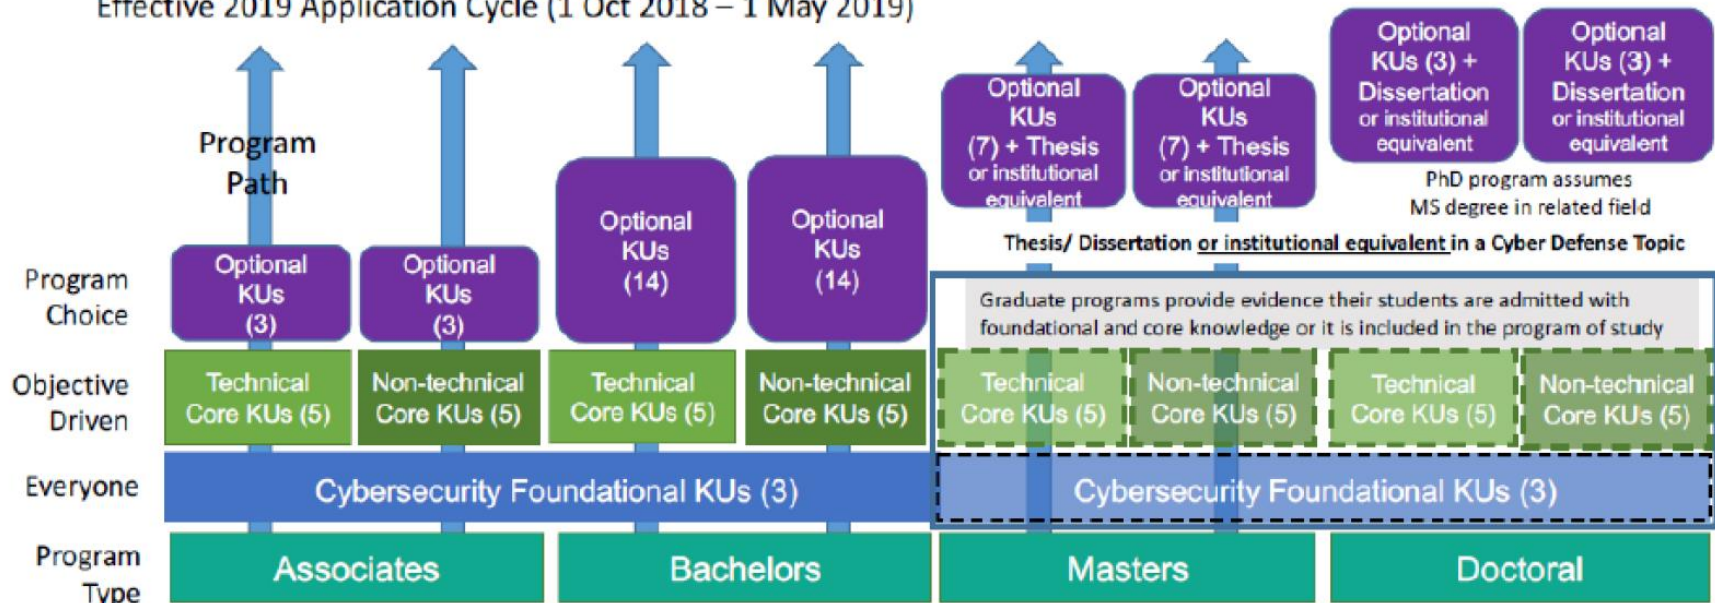 Effective 2019 Application Cycle (1 Oct 2018 – 1 May 2019)
Program
Path
Optional
KUs
(3)
Optional
KUs
(3)
Optional
KUs
(14)
Optional
KUs
(14)
Optional
KUs
(7) + Thesis
or institutional
equivalent
Optional
KUs
(7) + Thesis
or institutional
equivalent
Optional
KUs (3) +
Dissertation
or institutional
equivalent
Optional
KUs (3) +
Dissertation
or institutional
equivalent
PhD program assumes
MS degree in related field
Thesis/ Dissertation or institutional equivalent in a Cyber Defense Topic
Program
Choice
Graduate programs provide evidence their students are admitted with
foundational and core knowledge or it is included in the program of study
Objective
Driven
Technical
Core KUs (5)
Non-technical
Core KUs (5)
Technical
Core KUs (5)
Non-technical
Core KUs (5)
Technical
Core KUs (5)
Non-technical
Core KUs (5)
Technical
Core KUs (5)
Non-technical
Core KUs (5)
Everyone
Cybersecurity Foundational KUs (3)
Cybersecurity Foundational KUs (3)
Program
Type
Associates
Bachelors
Masters
Doctoral